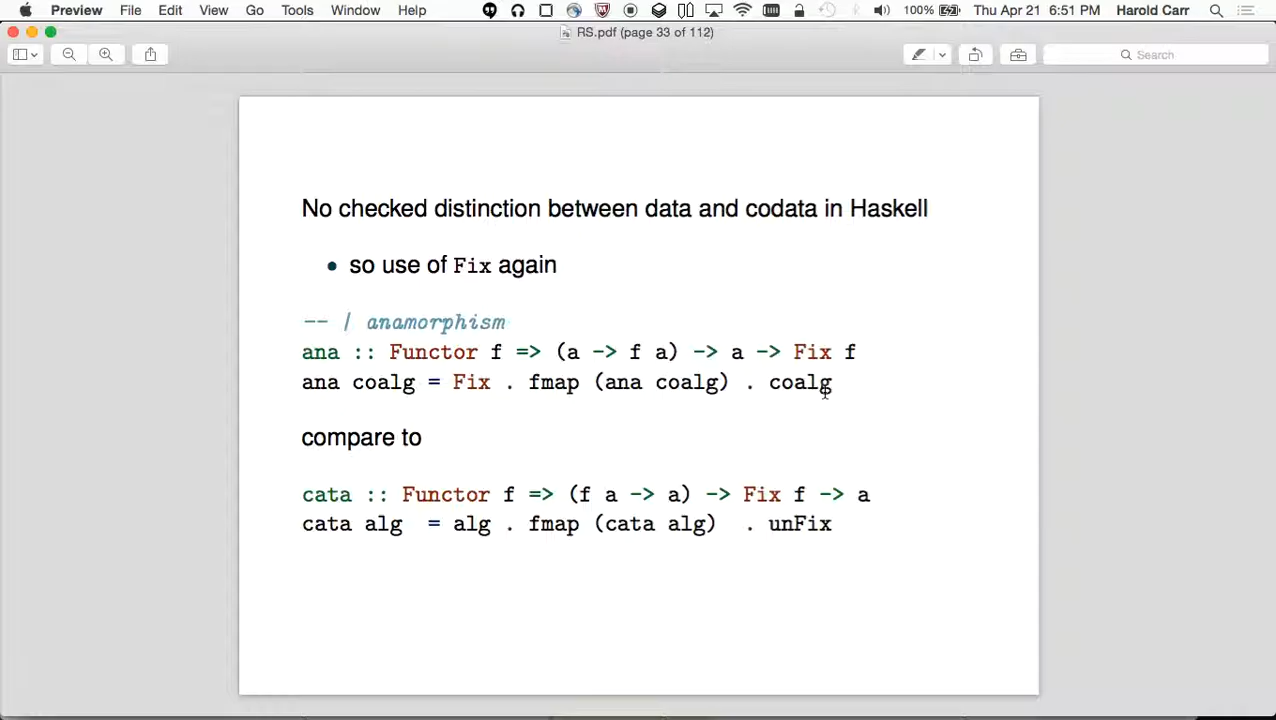 Preview File Edit View Go Tools Window Help 100% Thu Apr 21 6:51 PM Harold Carr
RS.pdf (page 33 of 112)
Search
No checked distinction between data and codata in Haskell
• so use of Fix again
-- | anamorphism
ana :: Functor f => (a -> f a) -> a -> Fix f
ana coalg = Fix . fmap (ana coalg) . coalg
compare to
cata :: Functor f => (f a -> a) -> Fix f -> a
cata alg  = alg . fmap (cata alg)  . unFix